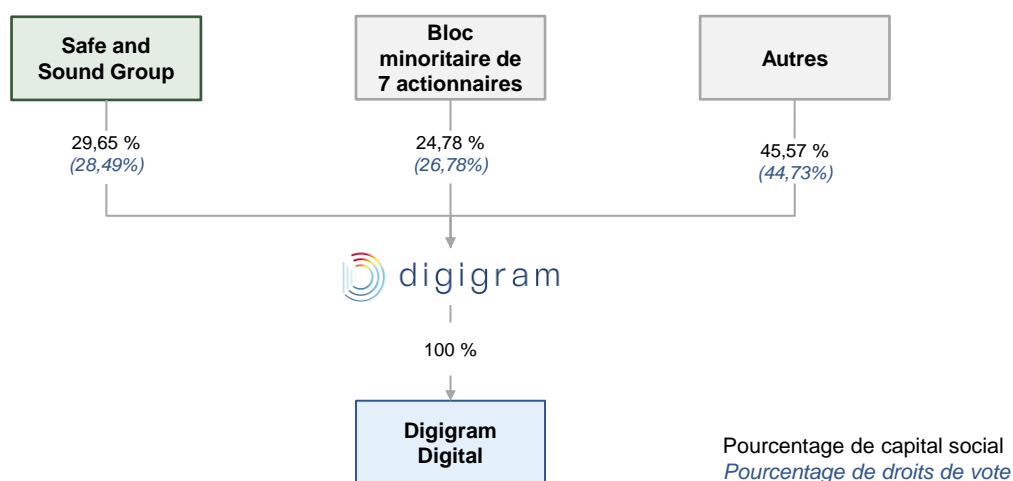 Safe and
Sound Group
Bloc
minoritaire de
7 actionnaires
Autres
29,65 %
(28,49%)
24,78 %
(26,78%)
45,57 %
(44,73%)
digigram
100 %
Digigram
Digital
Pourcentage de capital social
Pourcentage de droits de vote